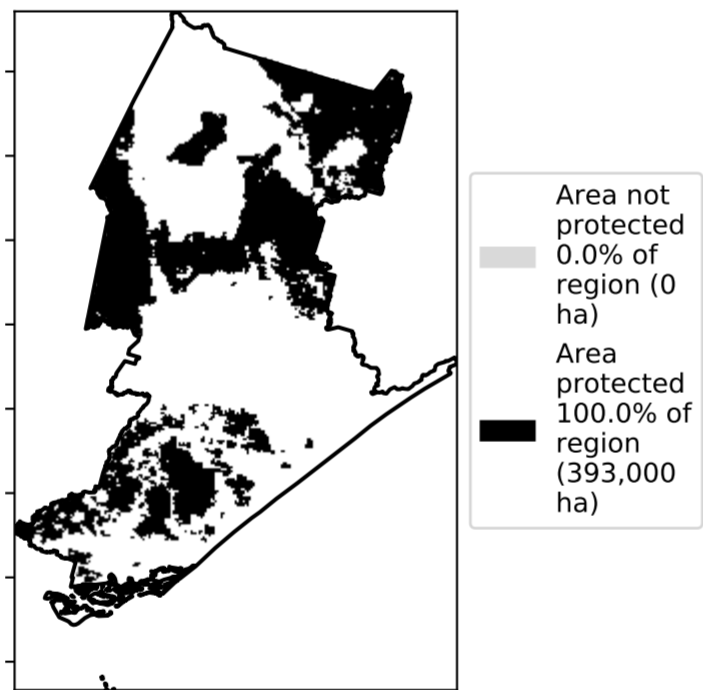 Area not
protected
0.0% of
region (0
ha)
Area
protected
100.0% of
region
(393,000
ha)